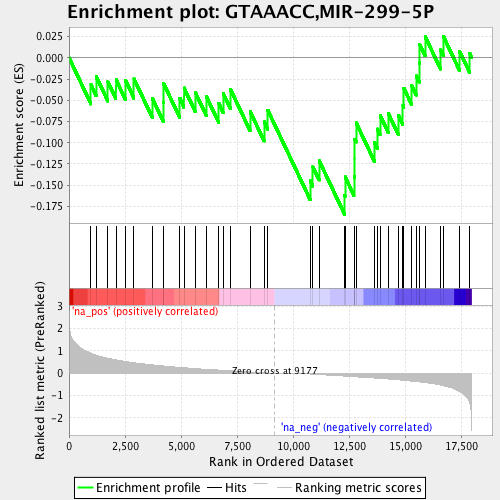 Enrichment plot: GTAAACC,MIR-299-5P
Enrichment score (ES)
0.025
0.000
-0.025
-0.050
-0.075
-0.100
-0.125
-0.150
-0.175
Ranked list metric (PreRanked)
3
2
1
0
-1
-2
'na_pos' (positively correlated)
Zero cross at 9177
'na_neg' (negatively correlated)
0
2,500
5,000
7,500
10,000
12,500
15,000
17,500
Rank in Ordered Dataset
Enrichment profile
Hits
Ranking metric scores